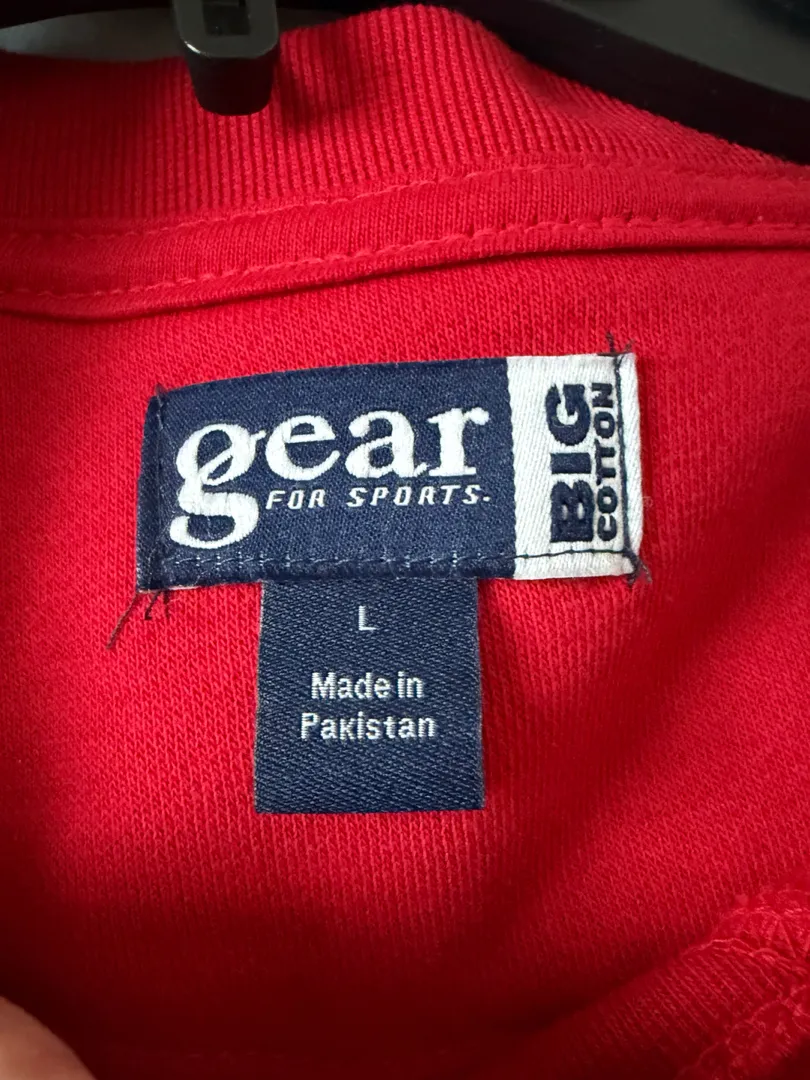 gear
FOR SPORTS.
BIG
COTTON
L
Made in
Pakistan